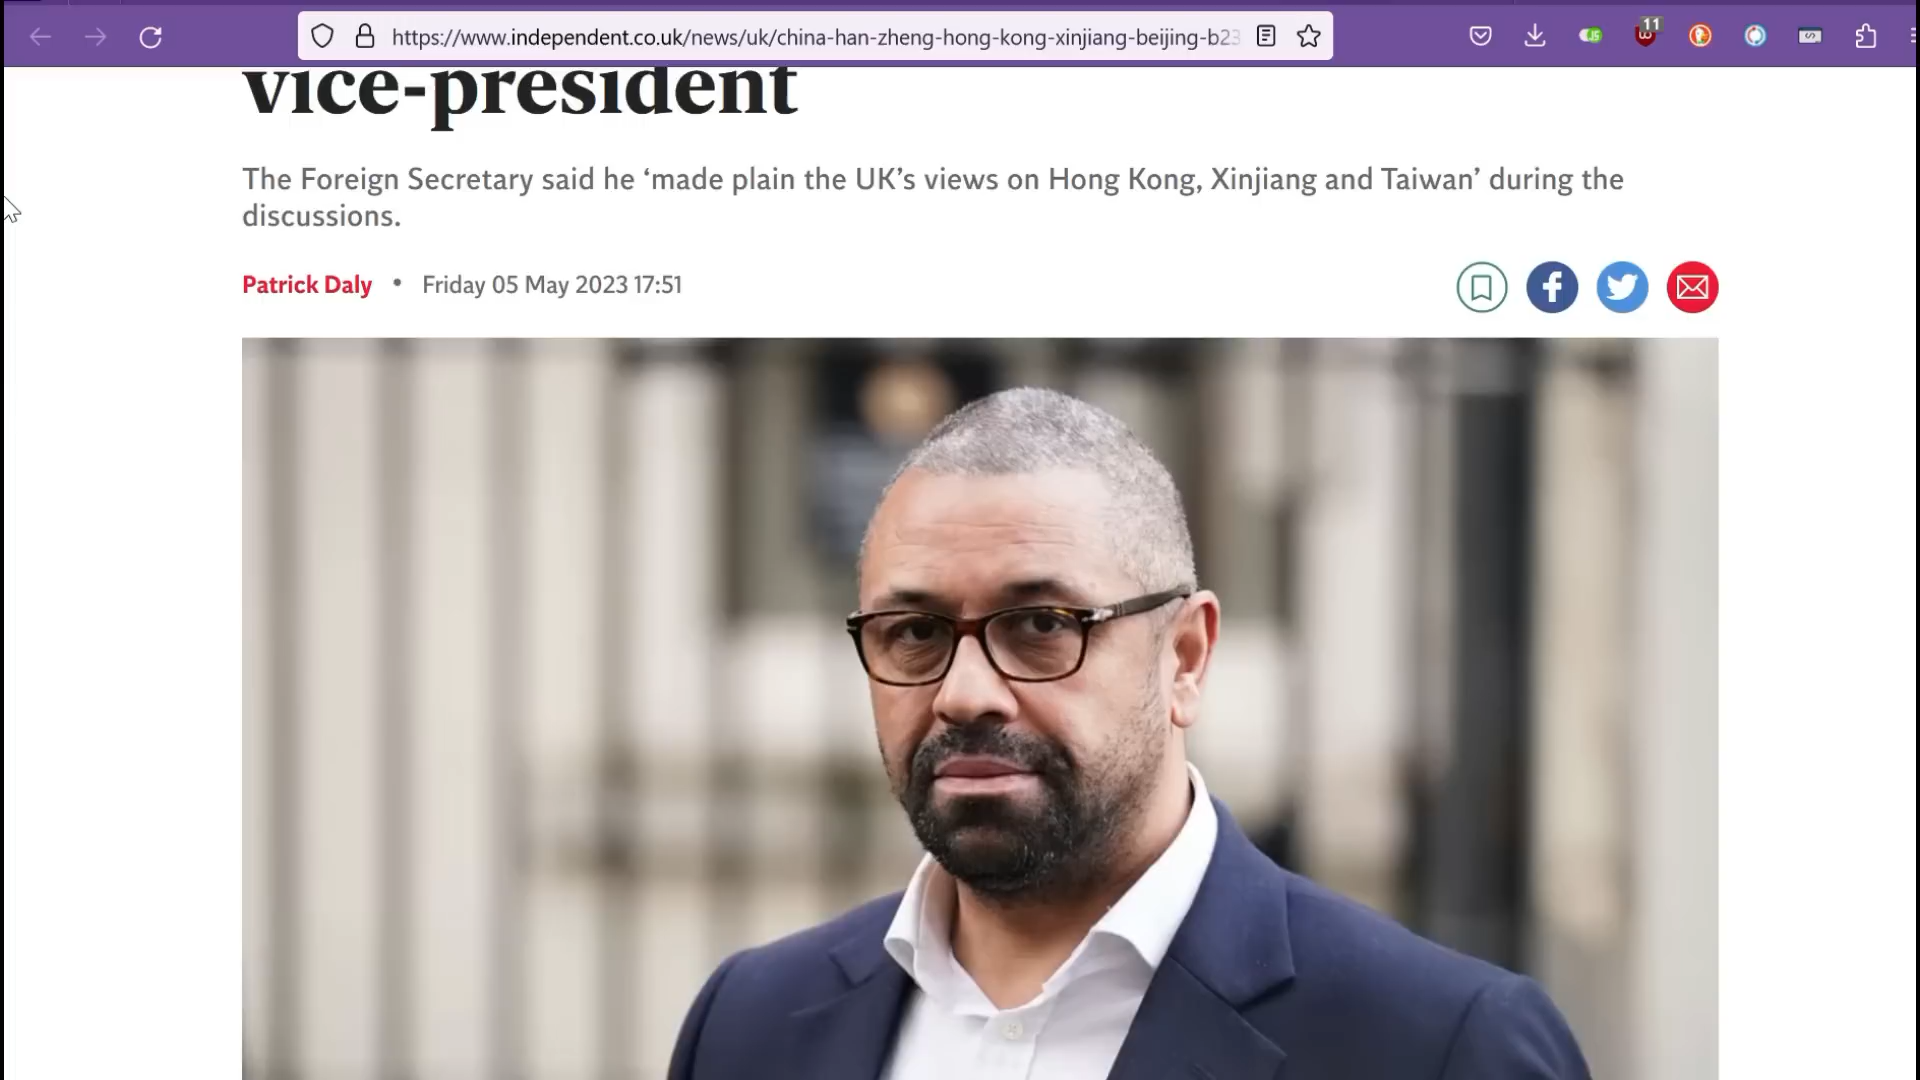 https://www.independent.co.uk/news/uk/china-han-zheng-hong-kong-xinjiang-beijing-b23
11
vice-president
The Foreign Secretary said he ‘made plain the UK’s views on Hong Kong, Xinjiang and Taiwan’ during the
discussions.
Patrick Daly • Friday 05 May 2023 17:51